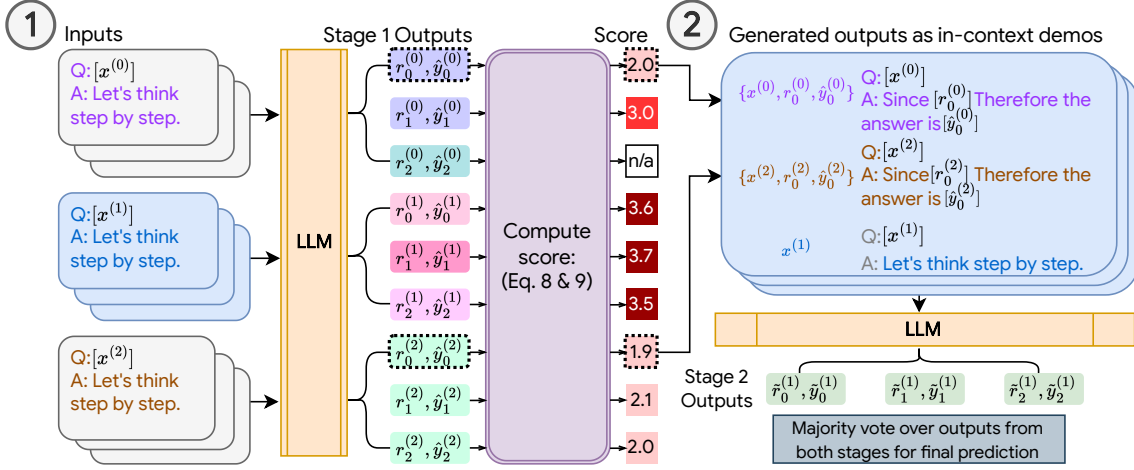 1
Inputs
Q:[x^(0)]
A: Let's think
step by step.
Q:[x^(1)]
A: Let's think
step by step.
Q:[x^(2)]
A: Let's think
step by step.
LLM
Stage 1 Outputs
r_0^(0), ŷ_0^(0)
r_1^(0), ŷ_1^(0)
r_2^(0), ŷ_2^(0)
r_0^(1), ŷ_0^(1)
r_1^(1), ŷ_1^(1)
r_2^(1), ŷ_2^(1)
r_0^(2), ŷ_0^(2)
r_1^(2), ŷ_1^(2)
r_2^(2), ŷ_2^(2)
Compute
score:
(Eq. 8 & 9)
Score
2.0
3.0
n/a
3.6
3.7
3.5
1.9
2.1
2.0
2
Generated outputs as in-context demos
{x^(0), r_0^(0), ŷ_0^(0)}
Q:[x^(0)]
A: Since [r_0^(0)] Therefore the
answer is [ŷ_0^(0)]
{x^(2), r_0^(2), ŷ_0^(2)}
Q:[x^(2)]
A: Since [r_0^(2)] Therefore the
answer is [ŷ_0^(2)]
x^(1)
Q:[x^(1)]
A: Let's think step by step.
LLM
Stage 2
Outputs
r̃_0^(1), ỹ_0^(1)
r̃_1^(1), ỹ_1^(1)
r̃_2^(1), ỹ_2^(1)
Majority vote over outputs from
both stages for final prediction